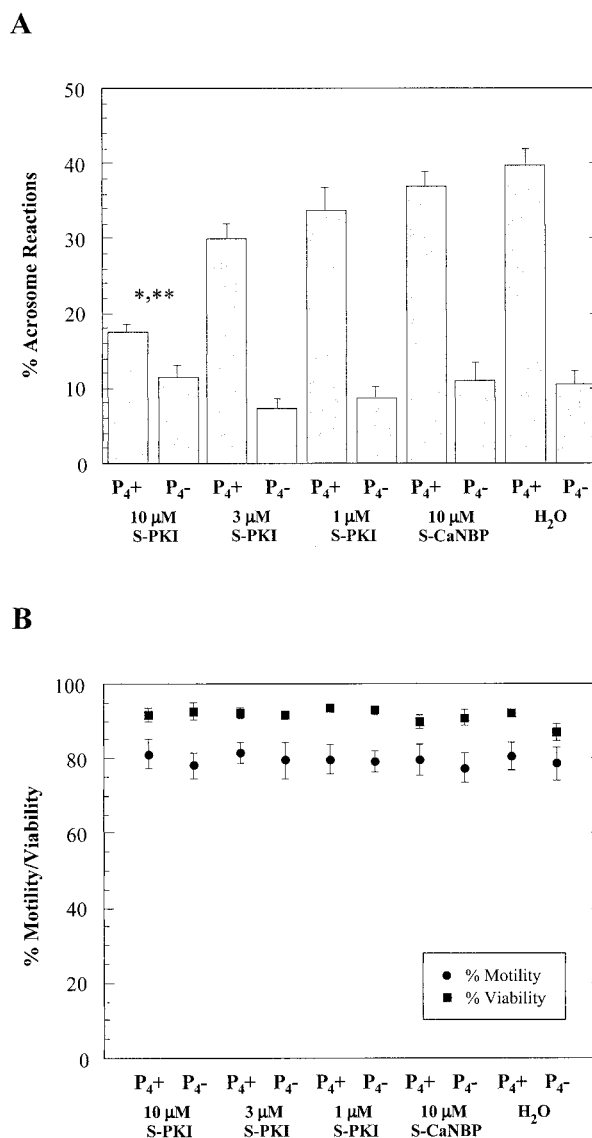 A
50
40
30
20
10
0
% Acrosome Reactions
*,**
P₄+ P₄- P₄+ P₄- P₄+ P₄- P₄+ P₄- P₄+ P₄-
10 μM 3 μM 1 μM 10 μM H₂O
S-PKI S-PKI S-PKI S-CaNBP
B
100
80
60
40
20
0
% Motility/Viability
% Motility
% Viability
P₄+ P₄- P₄+ P₄- P₄+ P₄- P₄+ P₄- P₄+ P₄-
10 μM 3 μM 1 μM 10 μM H₂O
S-PKI S-PKI S-PKI S-CaNBP